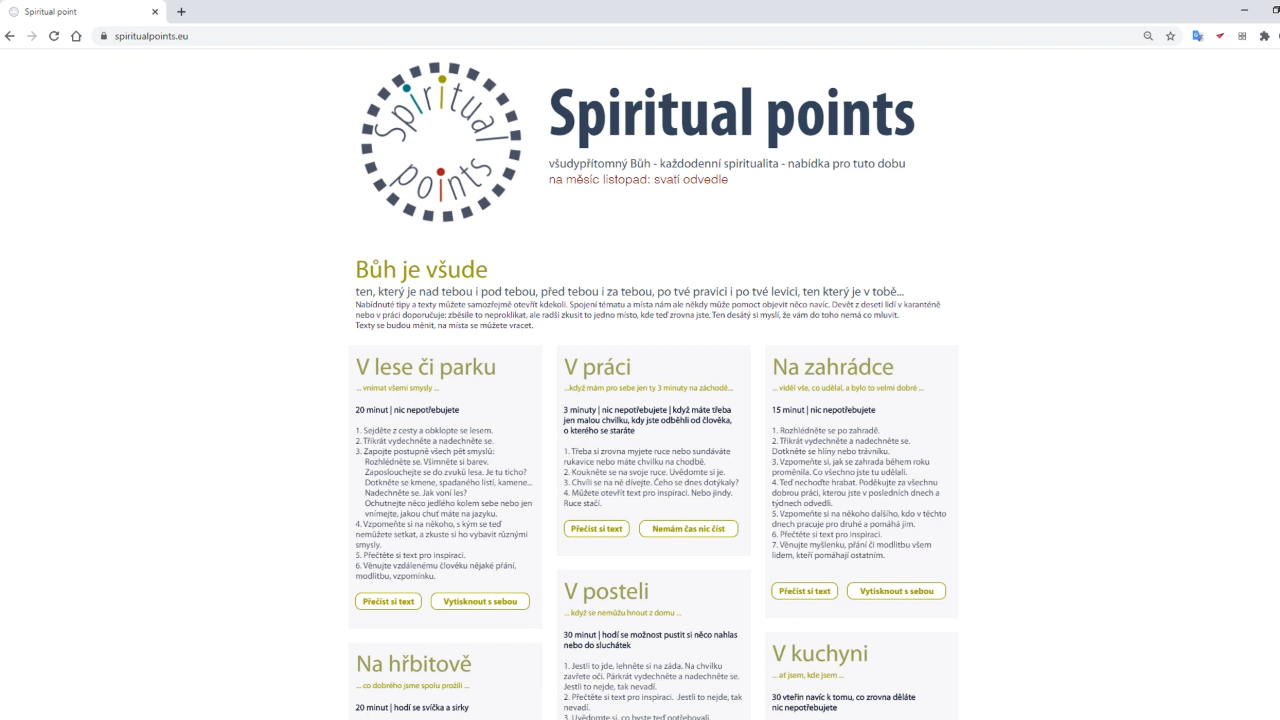 Spiritual point
spiritualpoints.eu
Spiritual
points
Spiritual points
všudypřítomný Bůh - každodenní spiritualita - nabídka pro tuto dobu
na měsíc listopad: svatí odvedle
Bůh je všude
ten, který je nad tebou i pod tebou, před tebou i za tebou, po tvé pravici i po tvé levici, ten který je v tobě...
Nabídnuté tipy a texty můžete samozřejmě otevřít kdekoli. Spojení tématu a místa nám ale někdy může pomoct objevit něco navíc. Devět z deseti lidí v karanténě
nebo v práci doporučuje: zběsile to neproklikat, ale radši zkusit to jedno místo, kde teď zrovna jste. Ten desátý si myslí, že vám do toho nemá co mluvit.
Texty se budou měnit, na místa se můžete vracet.
V lese či parku
... vnímat všemi smysly ...
20 minut | nic nepotřebujete
1. Sejděte z cesty a obklopte se lesem.
2. Třikrát vydechněte a nadechněte se.
3. Zapojte postupně všech pět smyslů:
Rozhlédněte se. Všimněte si barev.
Zaposlouchejte se do zvuků lesa. Je tu ticho?
Dotkněte se kmene, spadaného listí, kamene...
Nadechněte se. Jak voní les?
Ochutnejte něco jedlého kolem sebe nebo jen
vnímejte, jakou chuť máte na jazyku.
4. Vzpomeňte si na někoho, s kým se teď
nemůžete setkat, a zkuste si ho vybavit různými
smysly.
5. Přečtěte si text pro inspiraci.
6. Věnujte vzdálenému člověku nějaké přání,
modlitbu, vzpomínku.
Přečíst si text
Vytisknout s sebou
Na hřbitově
... co dobrého jsme spolu prožili ...
20 minut | hodí se svíčka a sirky
V práci
...když mám pro sebe jen ty 3 minuty na záchodě...
3 minuty | nic nepotřebujete | když máte třeba
jen malou chvilku, kdy jste odběhli od člověka,
o kterého se staráte
1. Třeba si zrovna myjete ruce nebo sundáváte
rukavice nebo máte chvilku na chodbě.
2. Koukněte se na svoje ruce. Uvědomte si je.
3. Chvíli se na ně dívejte. Čeho se dnes dotýkaly?
4. Můžete otevřít text pro inspiraci. Nebo jindy.
Ruce stačí.
Přečíst si text
Nemám čas nic číst
V posteli
... když se nemůžu hnout z domu ...
30 minut | hodí se možnost pustit si něco nahlas
nebo do sluchátek
1. Jestli to jde, lehněte si na záda. Na chvilku
zavřete oči. Párkrát vydechněte a nadechněte se.
Jestli to nejde, tak nevadí.
2. Přečtěte si text pro inspiraci. Jestli to nejde, tak
nevadí.
3. Uvědomte si, co byste teď potřebovali.
Na zahrádce
... viděl vše, co udělal, a bylo to velmi dobré ...
15 minut | nic nepotřebujete
1. Rozhlédněte se po zahradě.
2. Třikrát vydechněte a nadechněte se.
Dotkněte se hlíny nebo trávníku.
3. Vzpomeňte si, jak se zahrada během roku
proměnila. Co všechno jste tu udělali.
4. Teď nechoďte hrabat. Poděkujte za všechnu
dobrou práci, kterou jste v posledních dnech a
týdnech odvedli.
5. Vzpomeňte si na někoho dalšího, kdo v těchto
dnech pracuje pro druhé a pomáhá jim.
6. Přečtěte si text pro inspiraci.
7. Věnujte myšlenku, přání či modlitbu všem
lidem, kteří pomáhají ostatním.
Přečíst si text
Vytisknout s sebou
V kuchyni
... ať jsem, kde jsem ...
30 vteřin navíc k tomu, co zrovna děláte
nic nepotřebujete